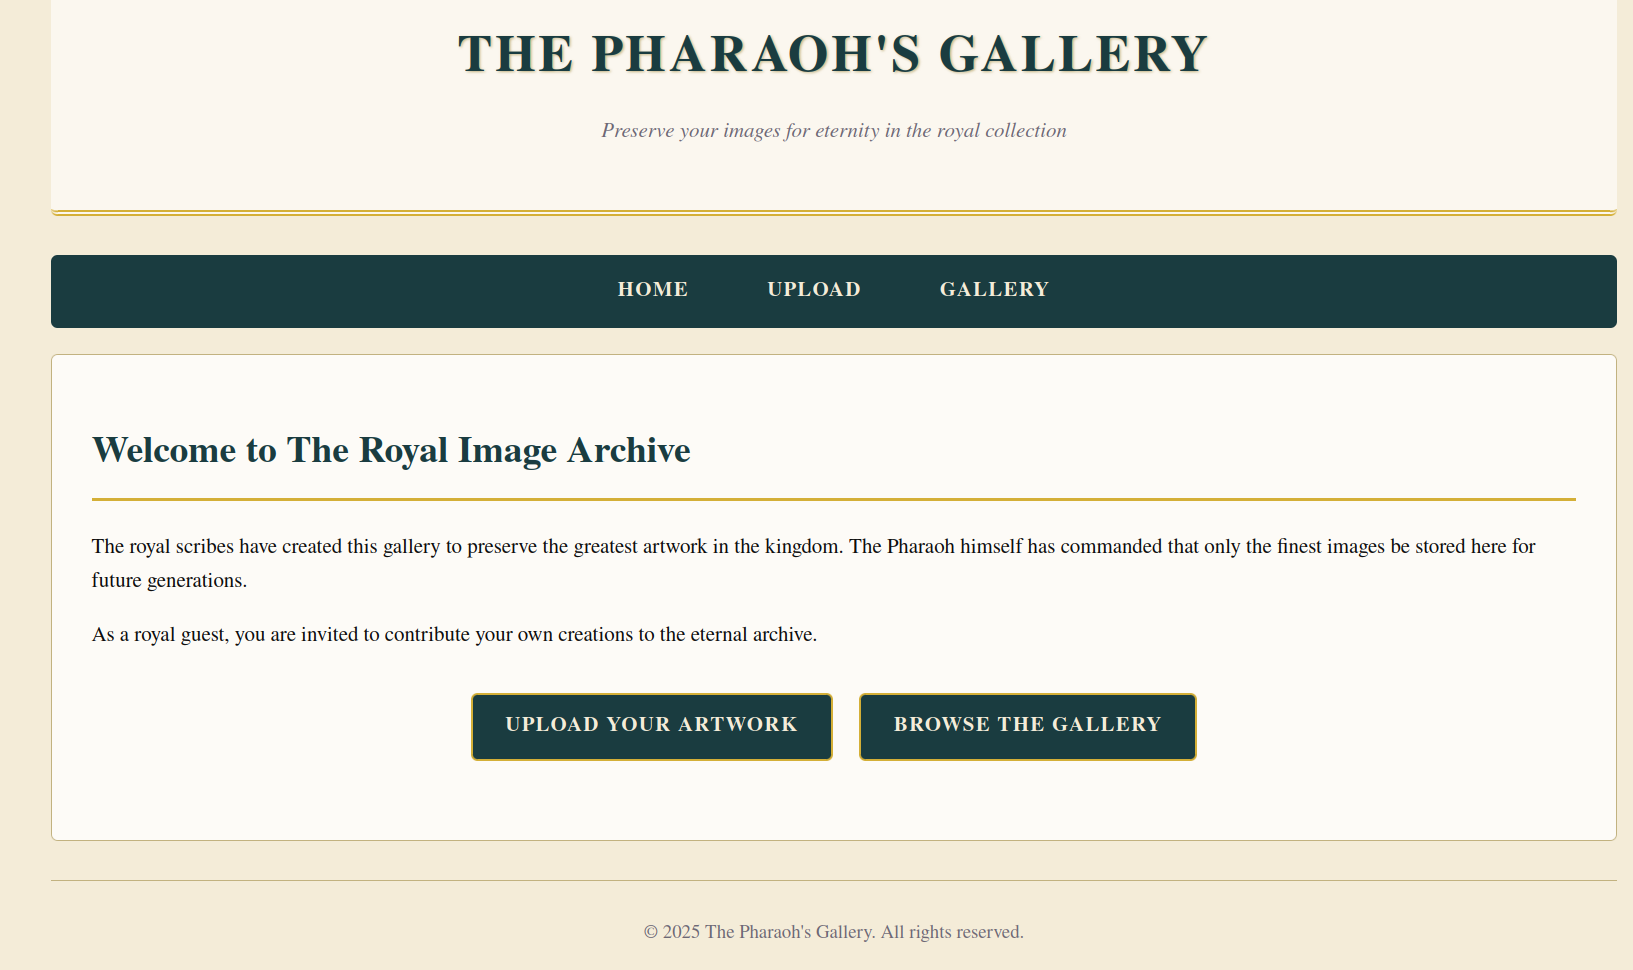 THE PHARAOH'S GALLERY
Preserve your images for eternity in the royal collection
HOME UPLOAD GALLERY
Welcome to The Royal Image Archive
The royal scribes have created this gallery to preserve the greatest artwork in the kingdom. The Pharaoh himself has commanded that only the finest images be stored here for
future generations.
As a royal guest, you are invited to contribute your own creations to the eternal archive.
UPLOAD YOUR ARTWORK BROWSE THE GALLERY
© 2025 The Pharaoh's Gallery. All rights reserved.